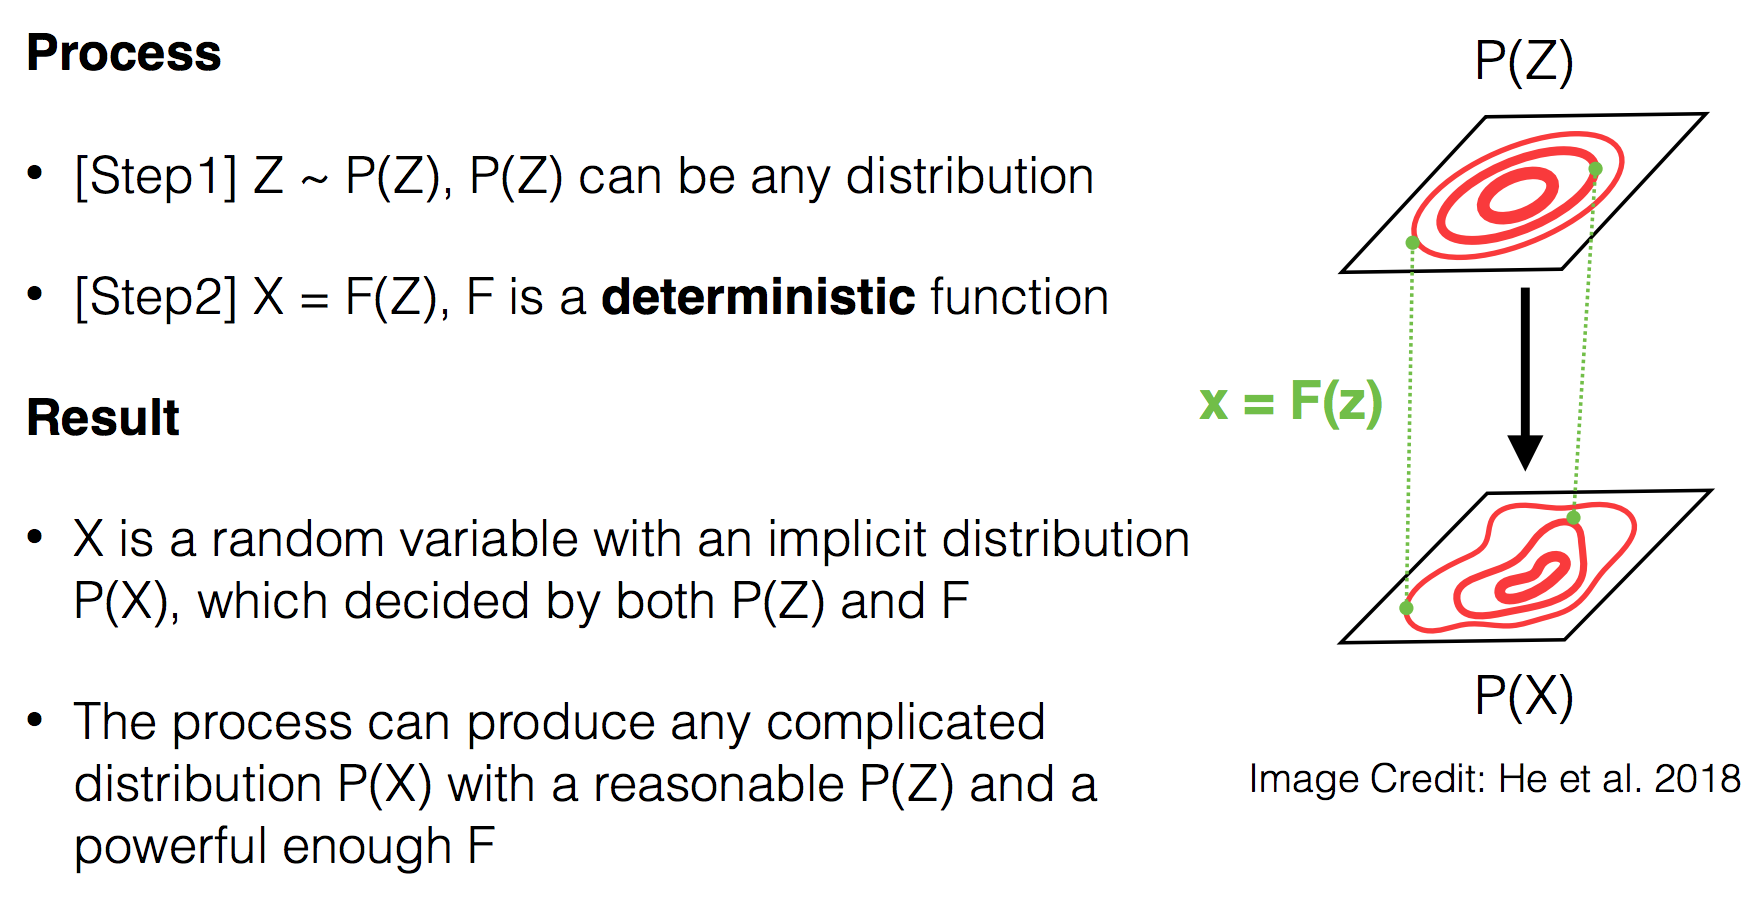 Process
• [Step1] Z ~ P(Z), P(Z) can be any distribution
• [Step2] X = F(Z), F is a deterministic function
Result
• X is a random variable with an implicit distribution
P(X), which decided by both P(Z) and F
• The process can produce any complicated
distribution P(X) with a reasonable P(Z) and a
powerful enough F
P(Z)
x = F(z)
P(X)
Image Credit: He et al. 2018